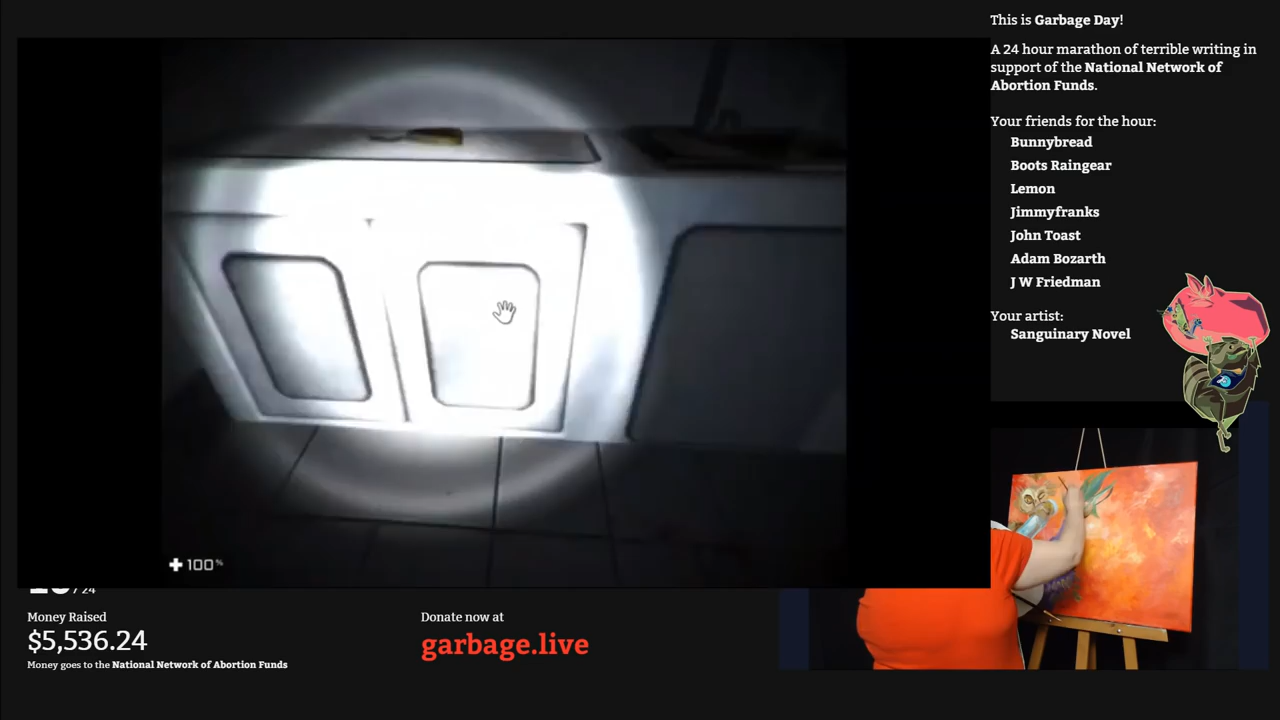 This is Garbage Day!
A 24 hour marathon of terrible writing in
support of the National Network of
Abortion Funds.
Your friends for the hour:
Bunnybread
Boots Raingear
Lemon
Jimmyfranks
John Toast
Adam Bozarth
J W Friedman
Your artist:
Sanguinary Novel
100%
/ 24
Money Raised
$5,536.24
Money goes to the National Network of Abortion Funds
Donate now at
garbage.live